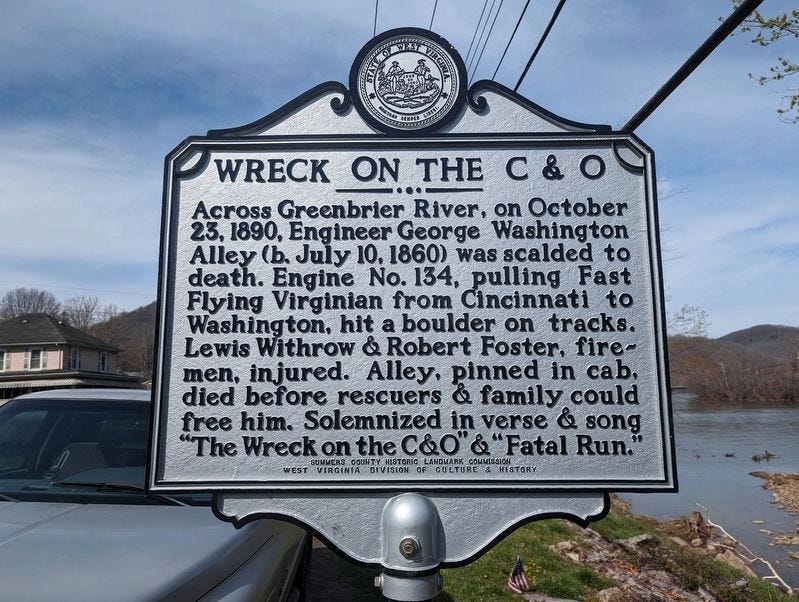 STATE OF WEST VIRGINIA
MONTANI SEMPER LIBERI
WRECK ON THE C & O
Across Greenbrier River, on October
23, 1890, Engineer George Washington
Alley (b. July 10, 1860) was scalded to
death. Engine No. 134, pulling Fast
Flying Virginian from Cincinnati to
Washington, hit a boulder on tracks.
Lewis Withrow & Robert Foster, fire-
men, injured. Alley, pinned in cab,
died before rescuers & family could
free him. Solemnized in verse & song
"The Wreck on the C&O" & "Fatal Run."
SUMMERS COUNTY HISTORIC LANDMARK COMMISSION
WEST VIRGINIA DIVISION OF CULTURE & HISTORY